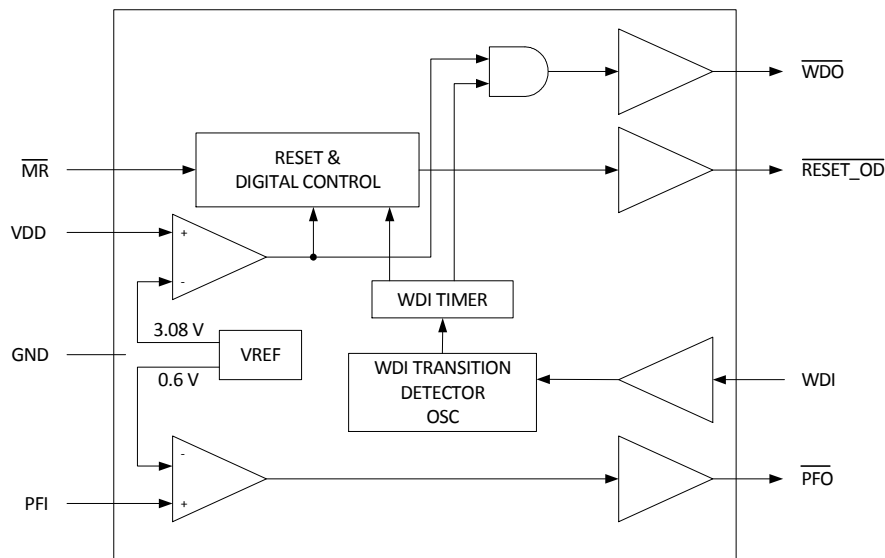 WDO
MR
RESET &
DIGITAL CONTROL
RESET_OD
VDD
+
-
WDI TIMER
3.08 V
GND
VREF
0.6 V
WDI TRANSITION
DETECTOR
OSC
WDI
-
+
PFI
PFO